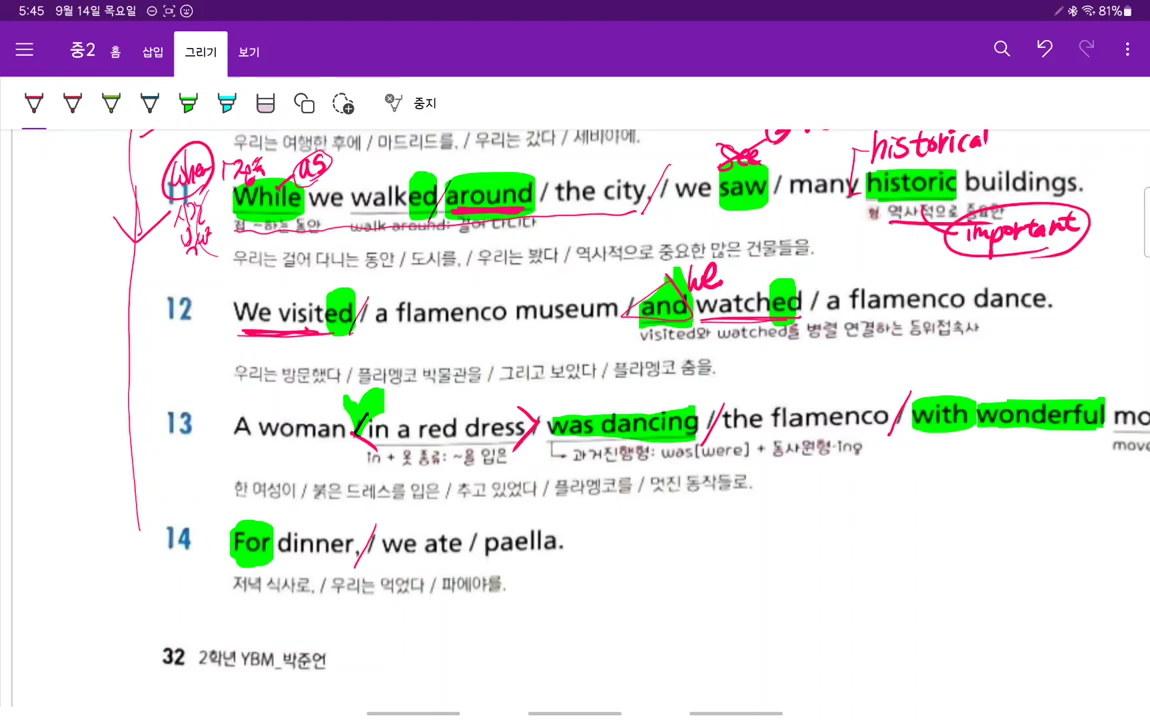 5:45 9월 14일 목요일 81%
중2 홈 삽입 그리기 보기
중지
우리는 여행한 후에 / 마드리드를, / 우리는 갔다 / 세비야에.
when as see historical
11 While we walked around / the city, / we saw / many historic buildings.
접 ~하는 동안 walk around: 걸어 다니다 형 역사적으로 중요한
important
우리는 걸어 다니는 동안 / 도시를, / 우리는 봤다 / 역사적으로 중요한 많은 건물들을.
we
12 We visited / a flamenco museum / and watched / a flamenco dance.
visited와 watched를 병렬 연결하는 등위접속사
우리는 방문했다 / 플라멩코 박물관을 / 그리고 보았다 / 플라멩코 춤을.
13 A woman / in a red dress / was dancing / the flamenco / with wonderful mo
in + 옷 종류: ~을 입은 과거진행형: was[were] + 동사원형-ing move
한 여성이 / 붉은 드레스를 입은 / 추고 있었다 / 플라멩코를 / 멋진 동작들로.
14 For dinner, / we ate / paella.
저녁 식사로, / 우리는 먹었다 / 파에야를.
32 2학년 YBM_박준언